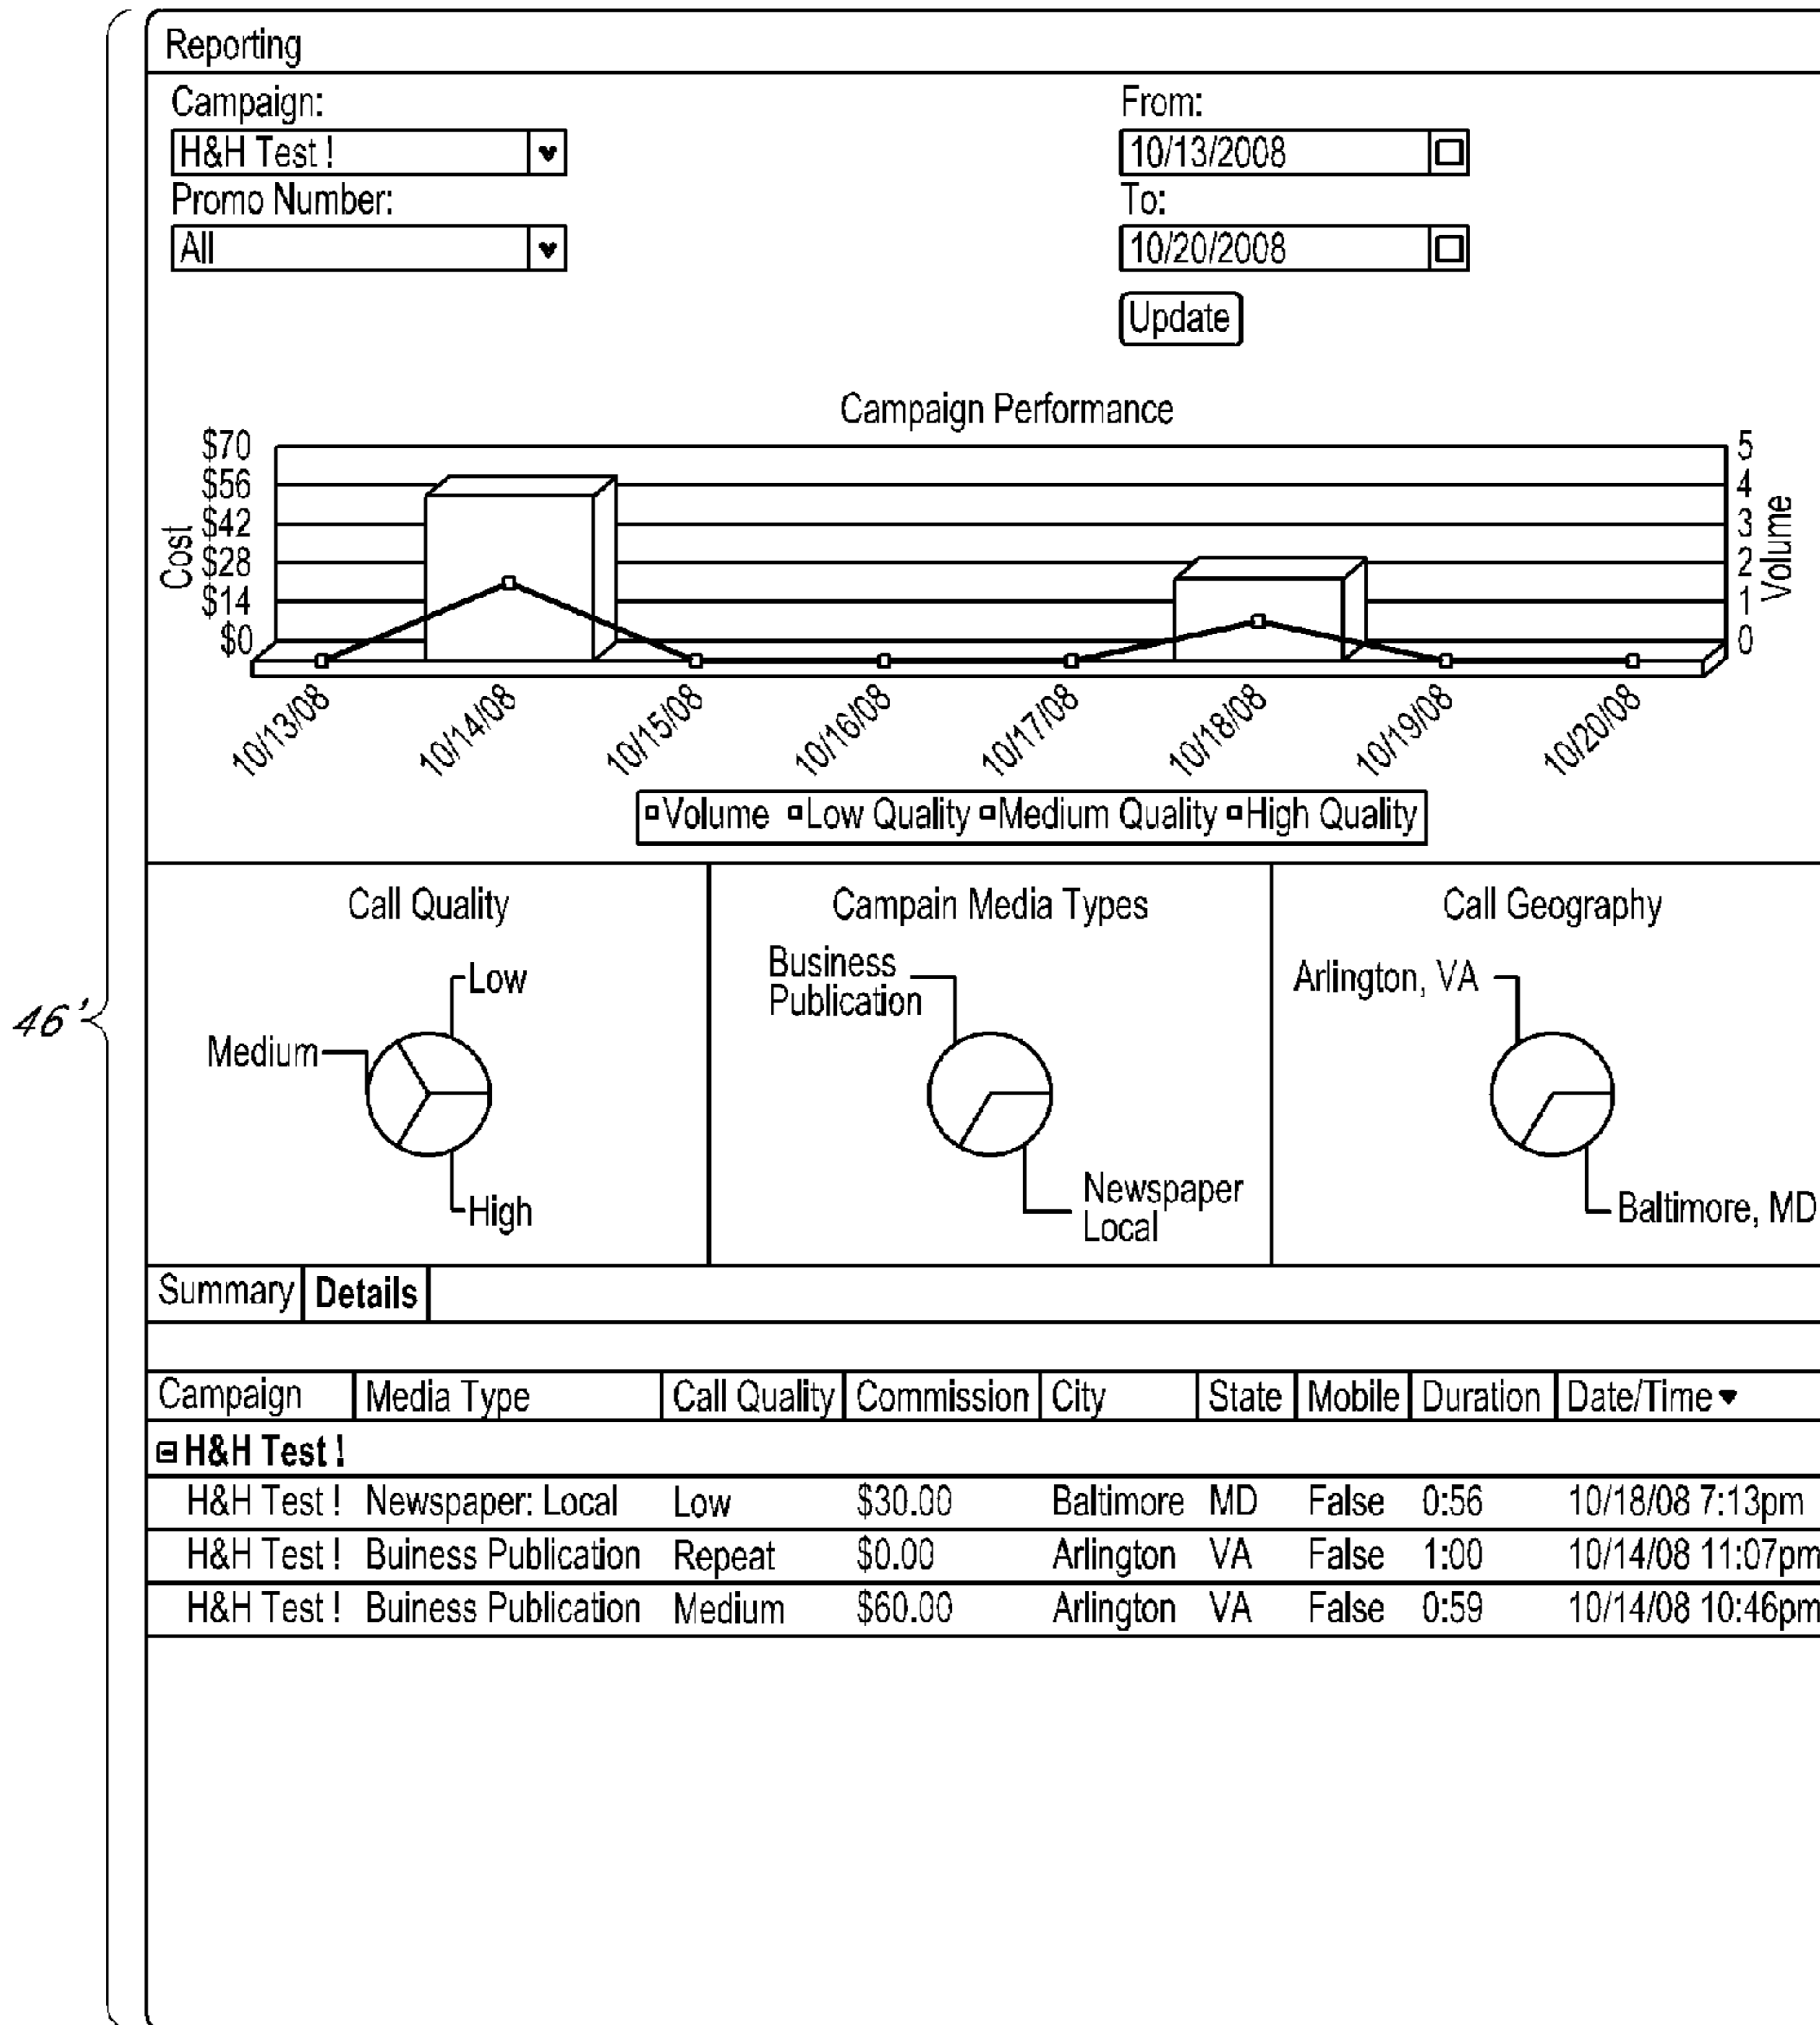 Reporting
Campaign:
From:
H&H Test !
10/13/2008
Promo Number:
To:
All
10/20/2008
Update
Campaign Performance
$70
$56
$42
$28
$14
$0
Cost
5
4
3
2
1
0
Volume
10/13/08
10/14/08
10/15/08
10/16/08
10/17/08
10/18/08
10/19/08
10/20/08
Volume Low Quality Medium Quality High Quality
Call Quality
Low
Medium
High
Campain Media Types
Business
Publication
Newspaper
Local
Call Geography
Arlington, VA
Baltimore, MD
46'
Summary Details
Campaign Media Type Call Quality Commission City State Mobile Duration Date/Time
H&H Test !
H&H Test ! Newspaper: Local Low $30.00 Baltimore MD False 0:56 10/18/08 7:13pm
H&H Test ! Buiness Publication Repeat $0.00 Arlington VA False 1:00 10/14/08 11:07pm
H&H Test ! Buiness Publication Medium $60.00 Arlington VA False 0:59 10/14/08 10:46pm